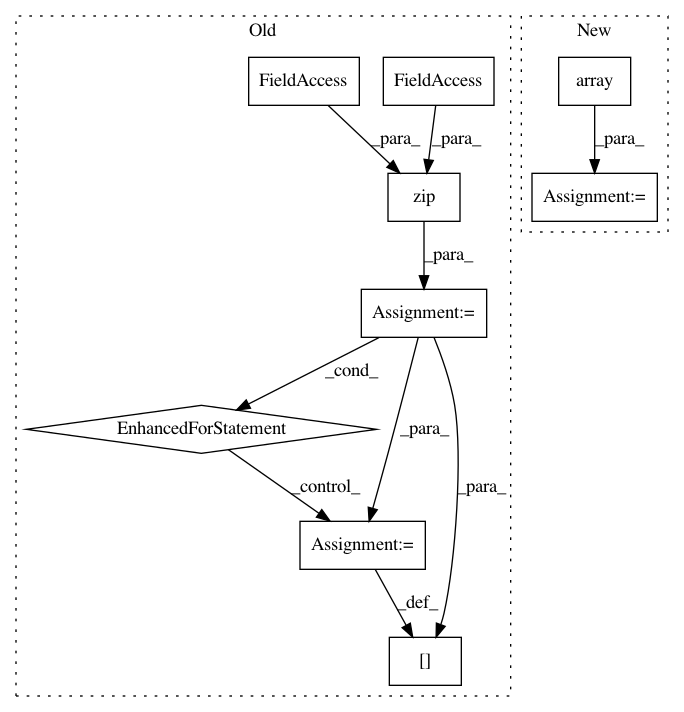 Old
New
FieldAccess
FieldAccess
array
_para_
_para_
_para_
zip
Assignment:=
_para_
Assignment:=
_cond_
EnhancedForStatement
_para_
_control_
_para_
Assignment:=
_def_
[]